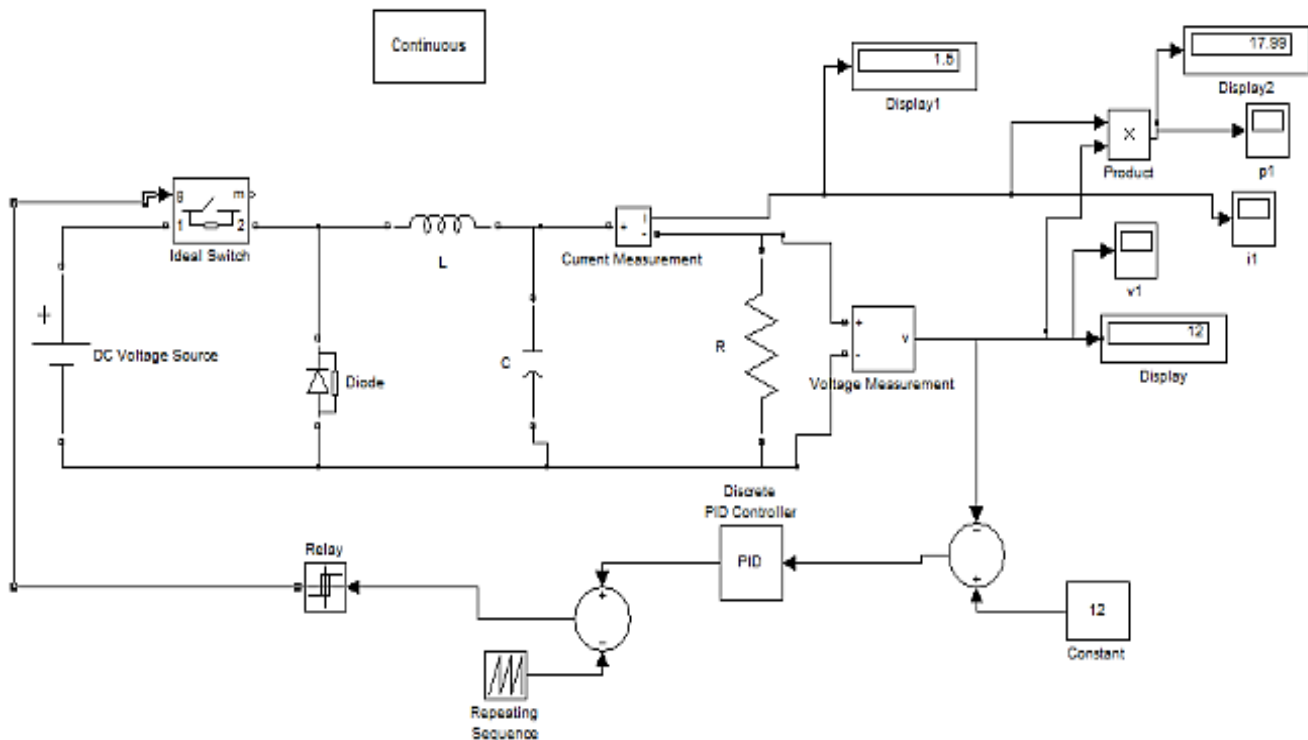 Continuous
1.5
Display1
17.99
Display2
X
Product
p1
g
m
1
2
Ideal Switch
L
+
i
-
Current Measurement
i1
v1
+
DC Voltage Source
Diode
C
R
+
v
-
Voltage Measurement
12
Display
Discrete
PID Controller
PID
-
+
12
Constant
Relay
+
-
Repeating
Sequence